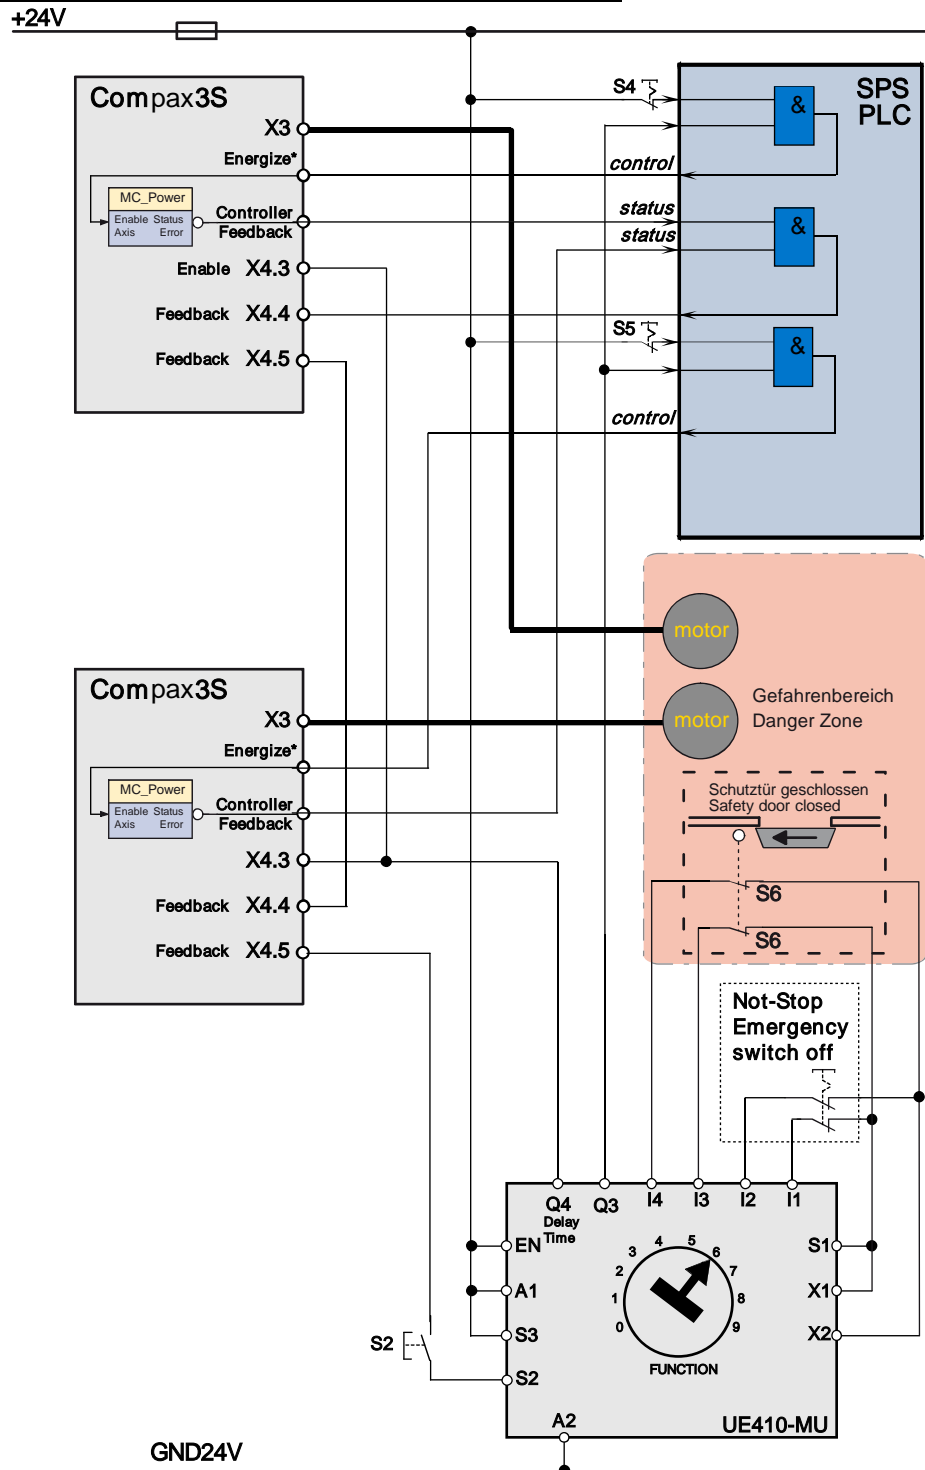 +24V
Compax3S
X3
Energize*
MC_Power
Enable Status
Axis Error
Controller
Feedback
Enable X4.3
Feedback X4.4
Feedback X4.5
S4
SPS
PLC
&
control
status
status
&
S5
&
control
motor
motor
Gefahrenbereich
Danger Zone
Schutztür geschlossen
Safety door closed
S6
S6
Compax3S
X3
Energize*
MC_Power
Enable Status
Axis Error
Controller
Feedback
X4.3
Feedback X4.4
Feedback X4.5
Not-Stop
Emergency
switch off
Q4
Delay
Time
Q3
I4
I3
I2
I1
EN
A1
S3
S2
S2
0
1
2
3
4
5
6
7
8
9
FUNCTION
S1
X1
X2
A2
UE410-MU
GND24V